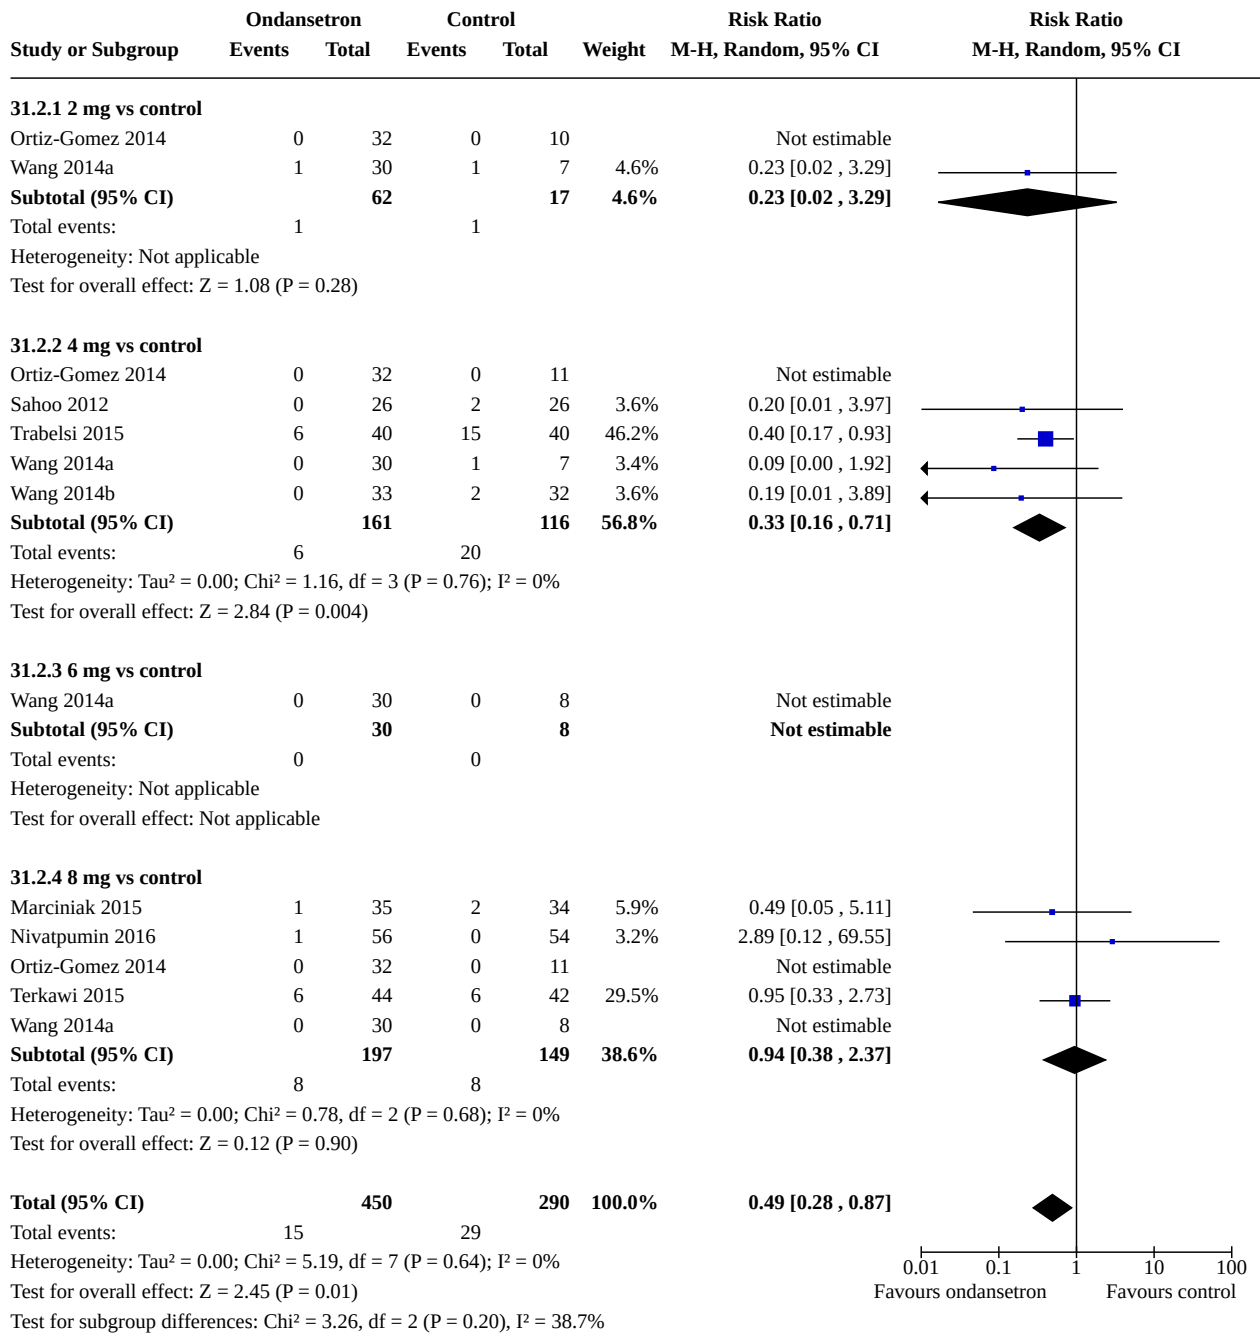 Ondansetron Control Risk Ratio Risk Ratio
Study or Subgroup Events Total Events Total Weight M-H, Random, 95% CI M-H, Random, 95% CI
31.2.1 2 mg vs control
Ortiz-Gomez 2014 0 32 0 10 Not estimable
Wang 2014a 1 30 1 7 4.6% 0.23 [0.02 , 3.29]
Subtotal (95% CI) 62 17 4.6% 0.23 [0.02 , 3.29]
Total events: 1 1
Heterogeneity: Not applicable
Test for overall effect: Z = 1.08 (P = 0.28)
31.2.2 4 mg vs control
Ortiz-Gomez 2014 0 32 0 11 Not estimable
Sahoo 2012 0 26 2 26 3.6% 0.20 [0.01 , 3.97]
Trabelsi 2015 6 40 15 40 46.2% 0.40 [0.17 , 0.93]
Wang 2014a 0 30 1 7 3.4% 0.09 [0.00 , 1.92]
Wang 2014b 0 33 2 32 3.6% 0.19 [0.01 , 3.89]
Subtotal (95% CI) 161 116 56.8% 0.33 [0.16 , 0.71]
Total events: 6 20
Heterogeneity: Tau² = 0.00; Chi² = 1.16, df = 3 (P = 0.76); I² = 0%
Test for overall effect: Z = 2.84 (P = 0.004)
31.2.3 6 mg vs control
Wang 2014a 0 30 0 8 Not estimable
Subtotal (95% CI) 30 8 Not estimable
Total events: 0 0
Heterogeneity: Not applicable
Test for overall effect: Not applicable
31.2.4 8 mg vs control
Marciniak 2015 1 35 2 34 5.9% 0.49 [0.05 , 5.11]
Nivatpumin 2016 1 56 0 54 3.2% 2.89 [0.12 , 69.55]
Ortiz-Gomez 2014 0 32 0 11 Not estimable
Terkawi 2015 6 44 6 42 29.5% 0.95 [0.33 , 2.73]
Wang 2014a 0 30 0 8 Not estimable
Subtotal (95% CI) 197 149 38.6% 0.94 [0.38 , 2.37]
Total events: 8 8
Heterogeneity: Tau² = 0.00; Chi² = 0.78, df = 2 (P = 0.68); I² = 0%
Test for overall effect: Z = 0.12 (P = 0.90)
Total (95% CI) 450 290 100.0% 0.49 [0.28 , 0.87]
Total events: 15 29
Heterogeneity: Tau² = 0.00; Chi² = 5.19, df = 7 (P = 0.64); I² = 0%
0.01 0.1 1 10 100
Test for overall effect: Z = 2.45 (P = 0.01) Favours ondansetron Favours control
Test for subgroup differences: Chi² = 3.26, df = 2 (P = 0.20), I² = 38.7%